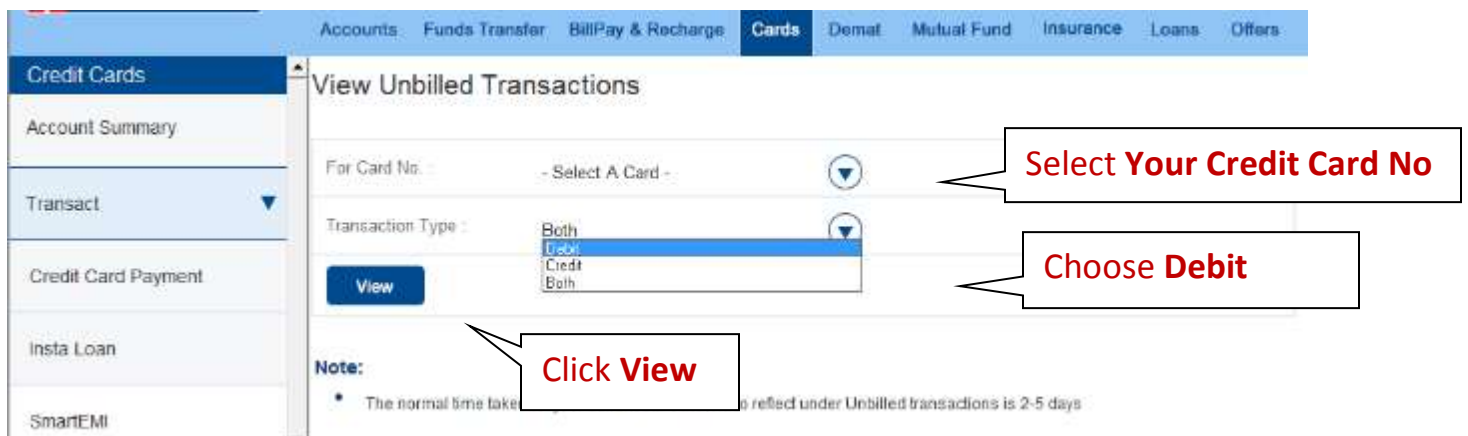 Accounts Funds Transfer BillPay & Recharge Cards Demat Mutual Fund Insurance Loans Offers
Credit Cards
Account Summary
Transact
Credit Card Payment
Insta Loan
SmartEMI
View Unbilled Transactions
For Card No. :
- Select A Card -
Select Your Credit Card No
Transaction Type :
Both
Debit
Credit
Both
Choose Debit
View
Click View
Note:
• The normal time taken o reflect under Unbilled transactions is 2-5 days